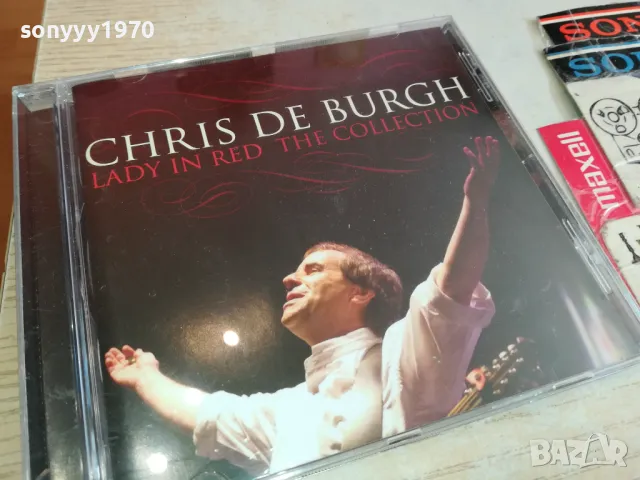 sonyyy1970
CHRIS DE BURGH
LADY IN RED THE COLLECTION
maxell
BAZAR